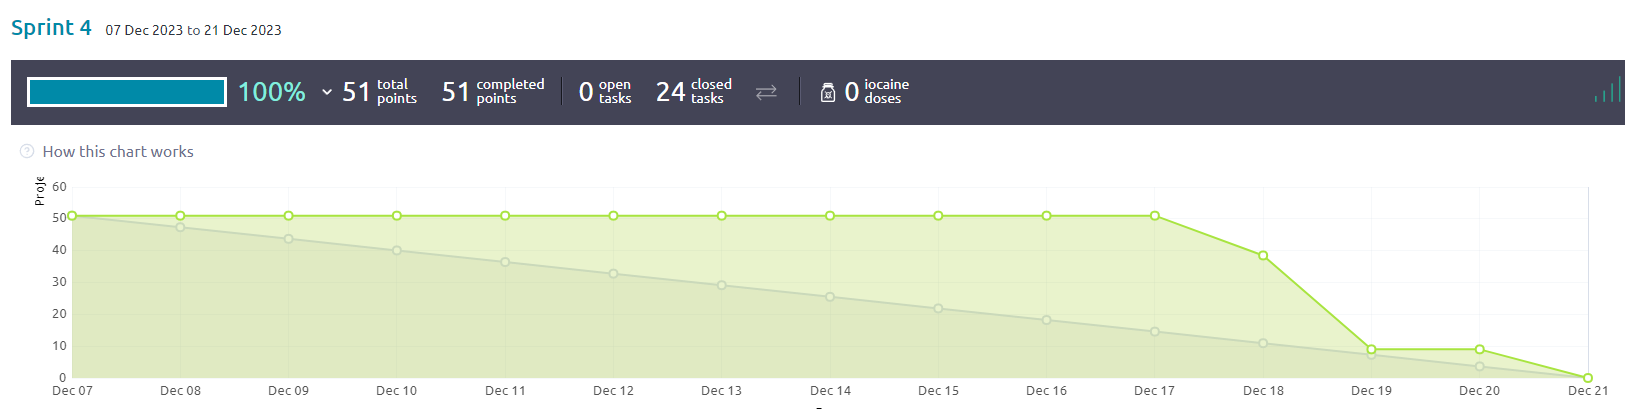 Sprint 4 07 Dec 2023 to 21 Dec 2023
100% 51 total points 51 completed points 0 open tasks 24 closed tasks 0 iocaine doses
How this chart works
Proje
60
50
40
30
20
10
0
Dec 07 Dec 08 Dec 09 Dec 10 Dec 11 Dec 12 Dec 13 Dec 14 Dec 15 Dec 16 Dec 17 Dec 18 Dec 19 Dec 20 Dec 21